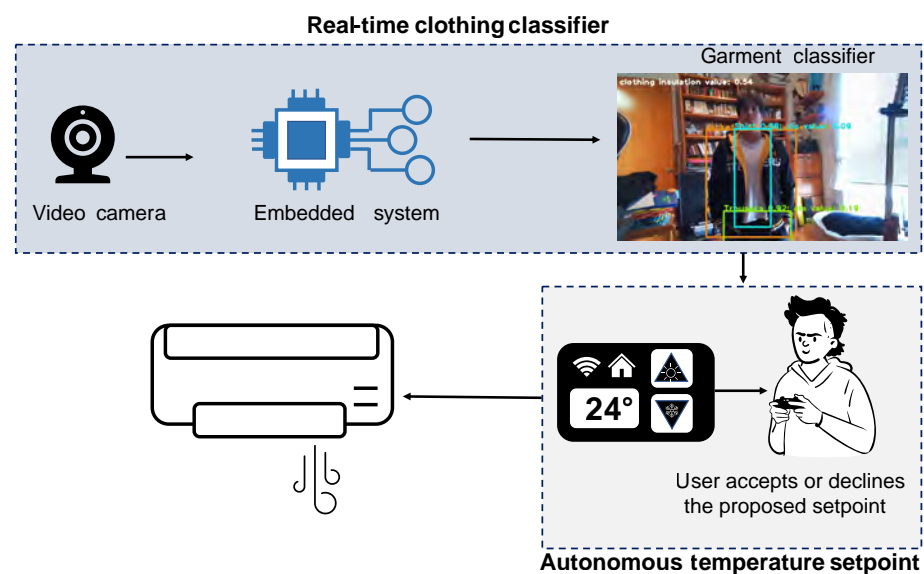 Real-time clothing classifier
Garment classifier
clothing insulation value: 0.54
Video camera
Embedded system
24°
User accepts or declines
the proposed setpoint
Autonomous temperature setpoint